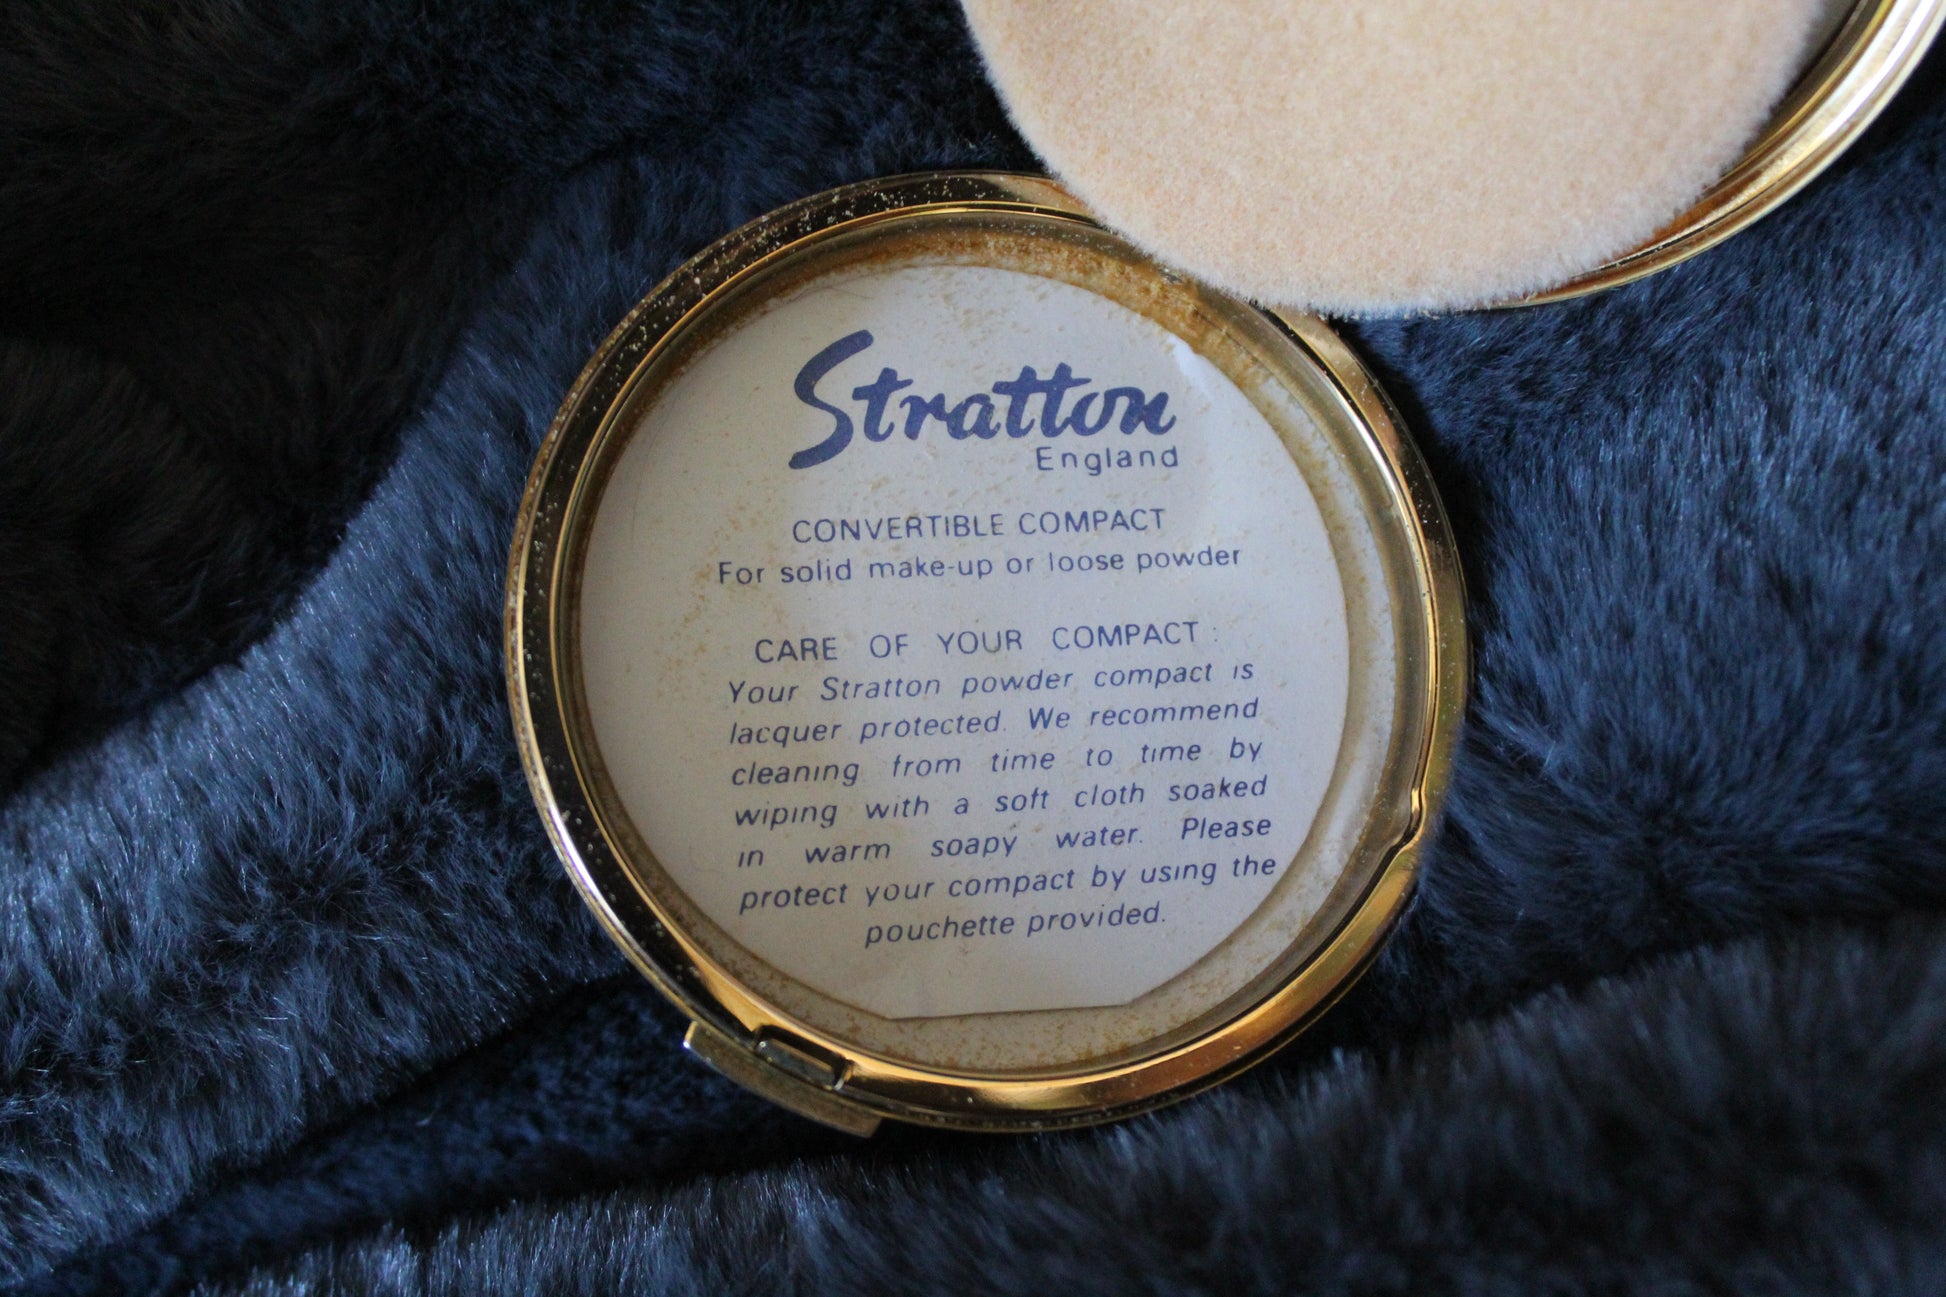 Stratton
England
CONVERTIBLE COMPACT
For solid make-up or loose powder
CARE OF YOUR COMPACT :
Your Stratton powder compact is
lacquer protected. We recommend
cleaning from time to time by
wiping with a soft cloth soaked
in warm soapy water. Please
protect your compact by using the
pouchette provided.